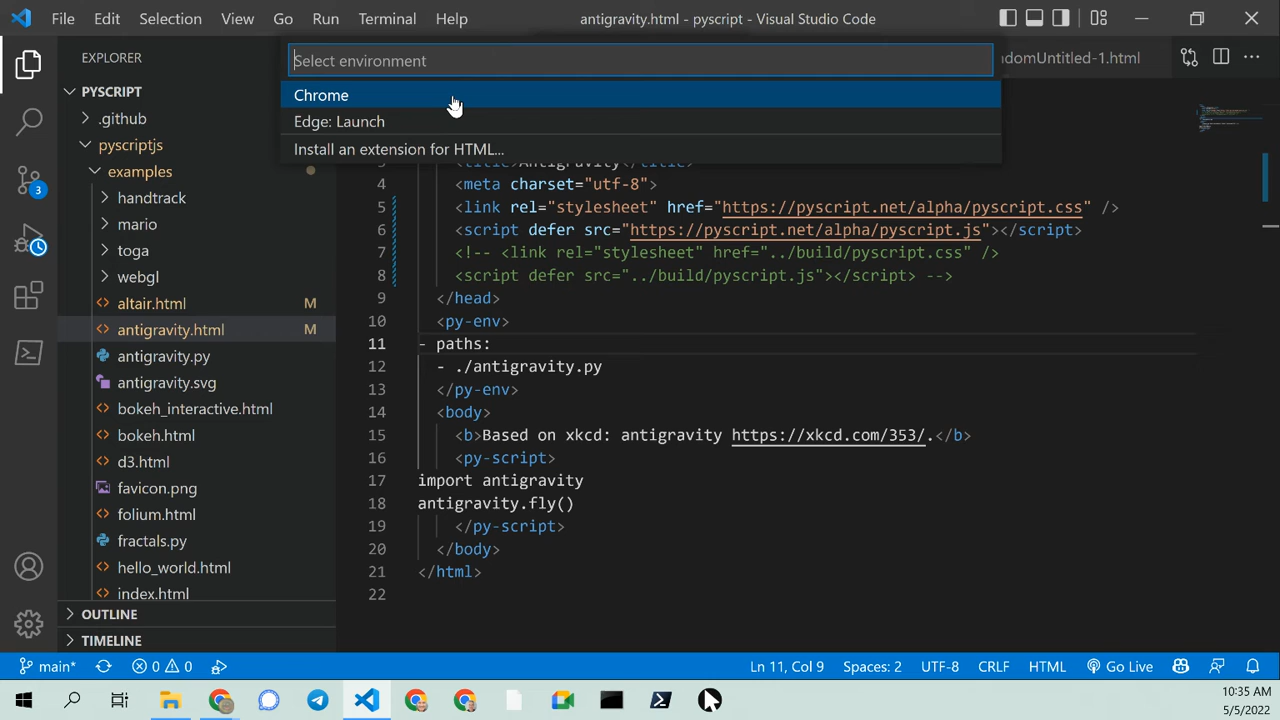 File Edit Selection View Go Run Terminal Help antigravity.html - pyscript - Visual Studio Code
Select environment
Chrome
Edge: Launch
Install an extension for HTML...
domUntitled-1.html
EXPLORER
PYSCRIPT
.github
pyscriptjs
examples
handtrack
mario
toga
webgl
altair.html M
antigravity.html M
antigravity.py
antigravity.svg
bokeh_interactive.html
bokeh.html
d3.html
favicon.png
folium.html
fractals.py
hello_world.html
index.html
OUTLINE
TIMELINE
3
3 <title>Antigravity</title>
4 <meta charset="utf-8">
5 <link rel="stylesheet" href="https://pyscript.net/alpha/pyscript.css" />
6 <script defer src="https://pyscript.net/alpha/pyscript.js"></script>
7 <!-- <link rel="stylesheet" href="../build/pyscript.css" />
8 <script defer src="../build/pyscript.js"></script> -->
9 </head>
10 <py-env>
11 - paths:
12 - ./antigravity.py
13 </py-env>
14 <body>
15 <b>Based on xkcd: antigravity https://xkcd.com/353/.</b>
16 <py-script>
17 import antigravity
18 antigravity.fly()
19 </py-script>
20 </body>
21 </html>
22
main* 0 0 Ln 11, Col 9 Spaces: 2 UTF-8 CRLF HTML Go Live
10:35 AM
5/5/2022